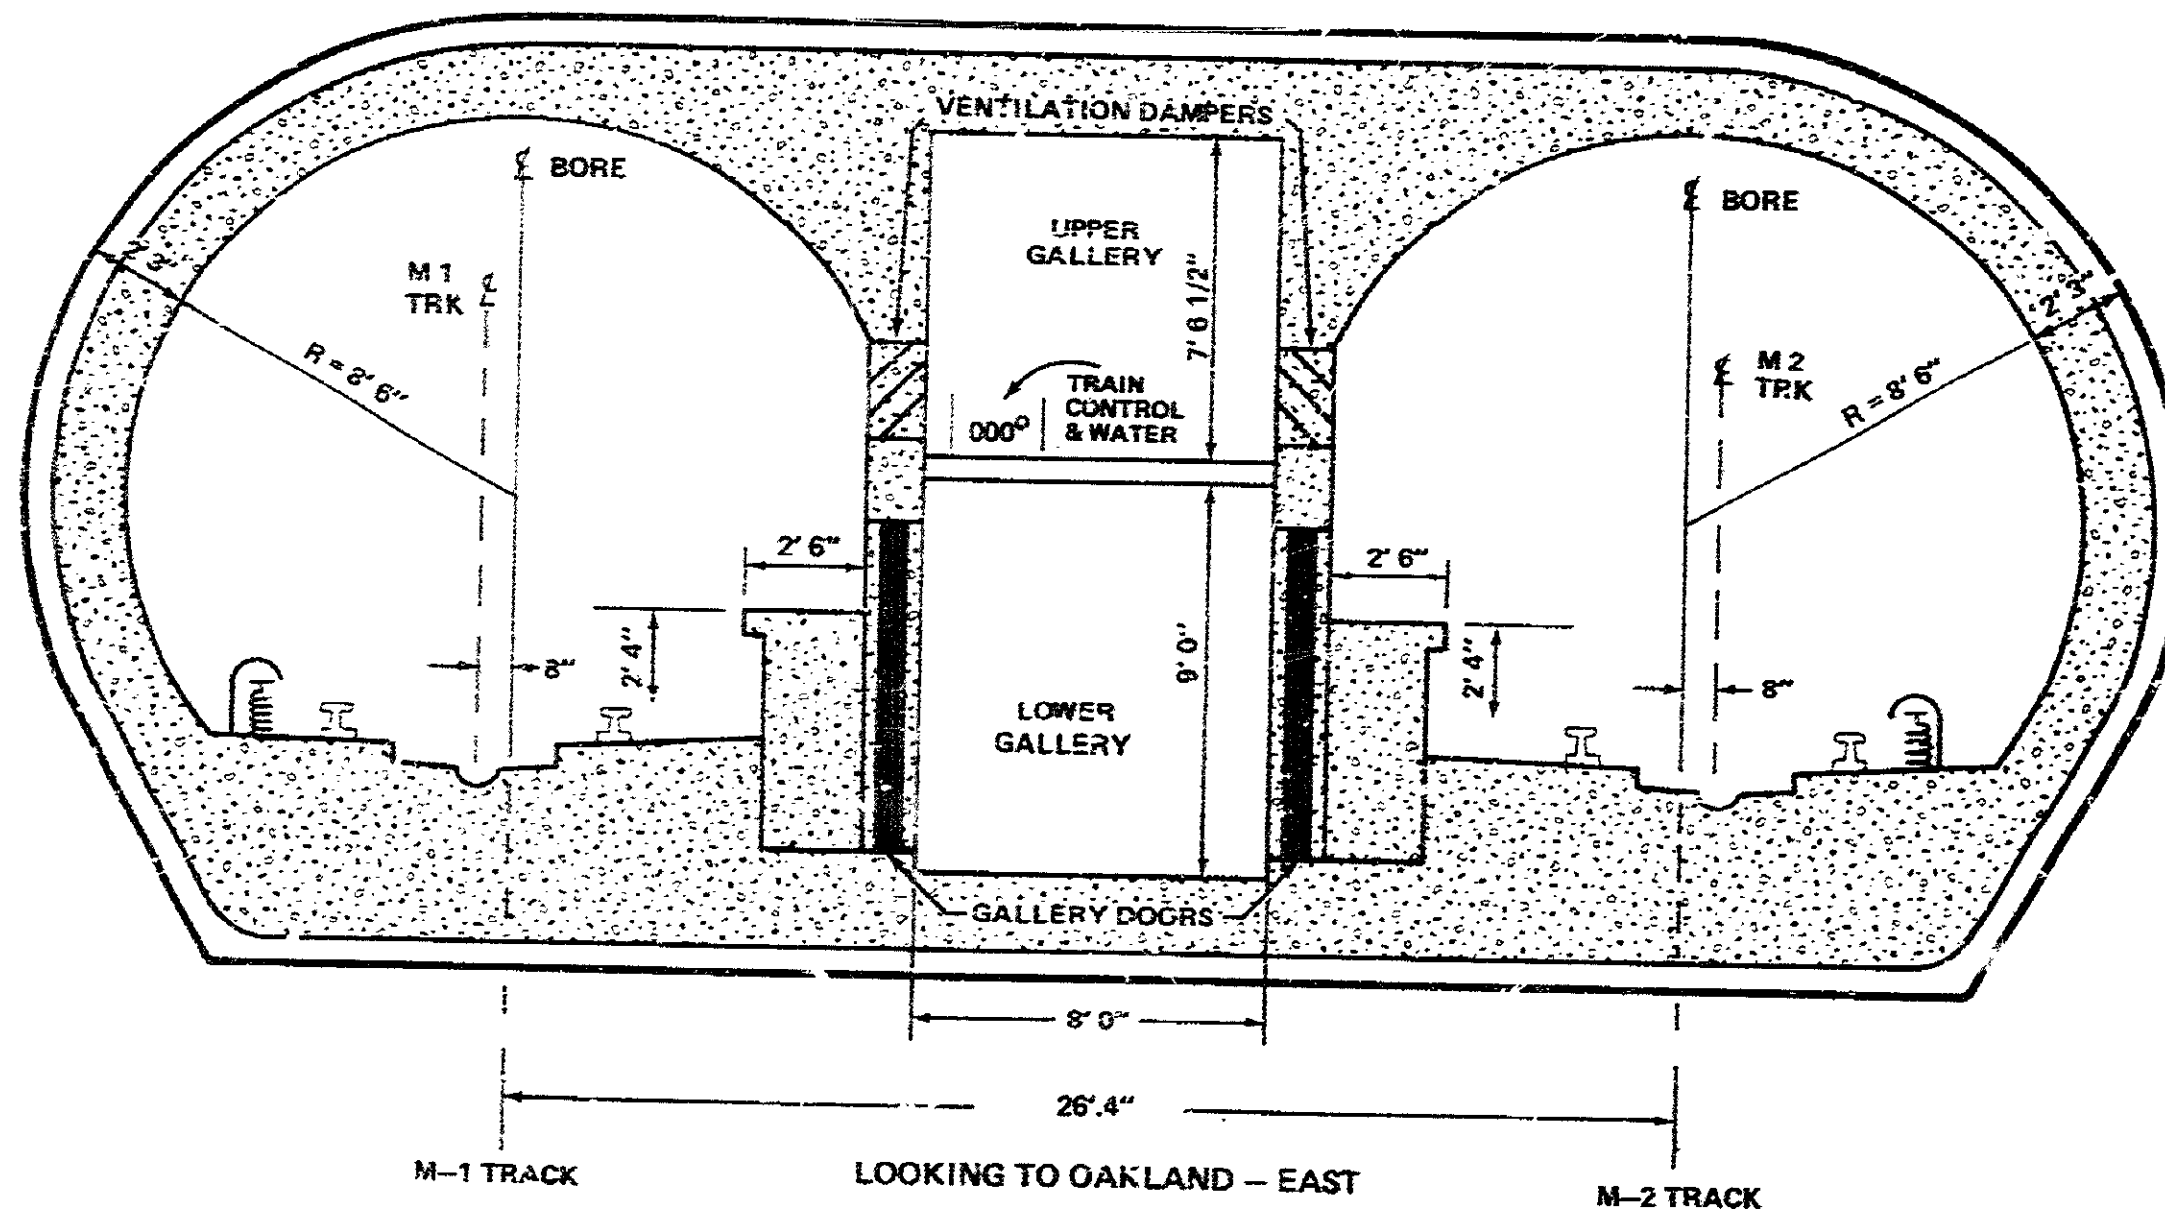 VENTILATION DAMPERS
℄ BORE
℄ BORE
UPPER
GALLERY
M 1
TRK
℄
7' 6 1/2"
2' 3"
2' 3"
R = 8' 6"
R = 8' 6"
℄
M 2
TRK
TRAIN
CONTROL
& WATER
000°
2' 6"
2' 6"
2' 4"
2' 4"
8"
8"
9' 0"
LOWER
GALLERY
GALLERY DOORS
8' 0"
26'.4"
M–1 TRACK
LOOKING TO OAKLAND – EAST
M–2 TRACK